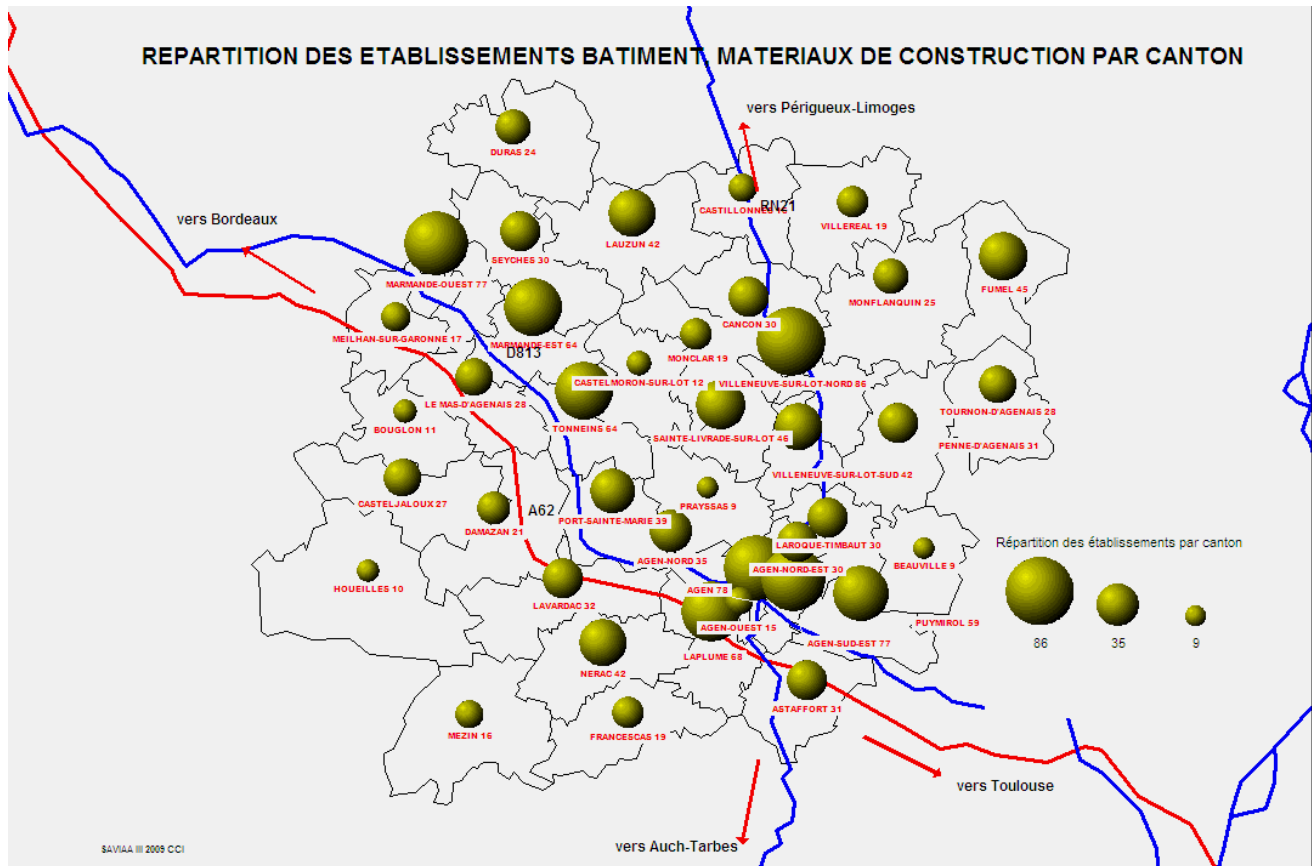 REPARTITION DES ETABLISSEMENTS BATIMENT, MATERIAUX DE CONSTRUCTION PAR CANTON
vers Périgueux-Limoges
DURAS 24
CASTILLONNES
RN21
vers Bordeaux
LAUZUN 42
VILLEREAL 19
SEYCHES 30
MARMANDE-OUEST 77
FUMEL 45
MONFLANQUIN 25
CANCON 30
MEILHAN-SUR-GARONNE 17
MARMANDE-EST 64
D813
MONCLAR 19
CASTELMORON-SUR-LOT 12
VILLENEUVE-SUR-LOT-NORD 86
LE MAS-D'AGENAIS 28
TOURNON-D'AGENAIS 28
BOUGLON 11
TONNEINS 64
SAINTE-LIVRADE-SUR-LOT 46
PENNE-D'AGENAIS 31
VILLENEUVE-SUR-LOT-SUD 42
CASTELJALOUX 27
PRAYSSAS 9
A62
PORT-SAINTE-MARIE 39
DAMAZAN 21
LAROQUE-TIMBAUT 30
Répartition des établissements par canton
AGEN-NORD 35
BEAUVILLE 9
AGEN-NORD-EST 30
HOUEILLES 10
AGEN 78
LAVARDAC 32
PUYMIROL 59
AGEN-OUEST 15
86
35
9
AGEN-SUD-EST 77
LAPLUME 68
NERAC 42
ASTAFFORT 31
MEZIN 16
FRANCESCAS 19
vers Toulouse
vers Auch-Tarbes
SAVIAA III 2009 CCI